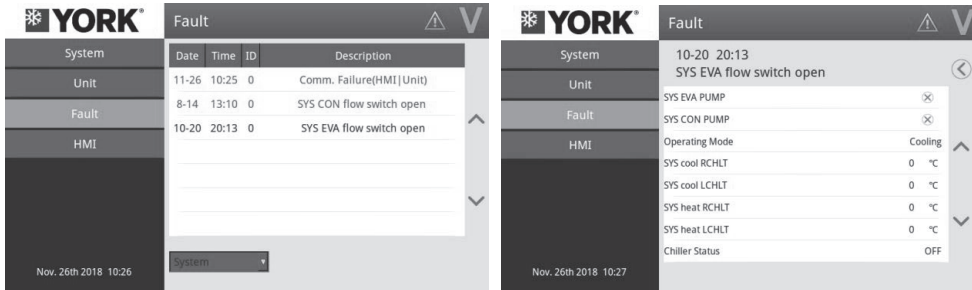 YORK®
Fault
V
System
Unit
Fault
HMI
Date Time ID Description
11-26 10:25 0 Comm. Failure(HMI|Unit)
8-14 13:10 0 SYS CON flow switch open
10-20 20:13 0 SYS EVA flow switch open
System
Nov. 26th 2018 10:26
YORK®
Fault
V
System
Unit
Fault
HMI
10-20 20:13
SYS EVA flow switch open
SYS EVA PUMP
SYS CON PUMP
Operating Mode Cooling
SYS cool RCHLT 0 ℃
SYS cool LCHLT 0 ℃
SYS heat RCHLT 0 ℃
SYS heat LCHLT 0 ℃
Chiller Status OFF
Nov. 26th 2018 10:27